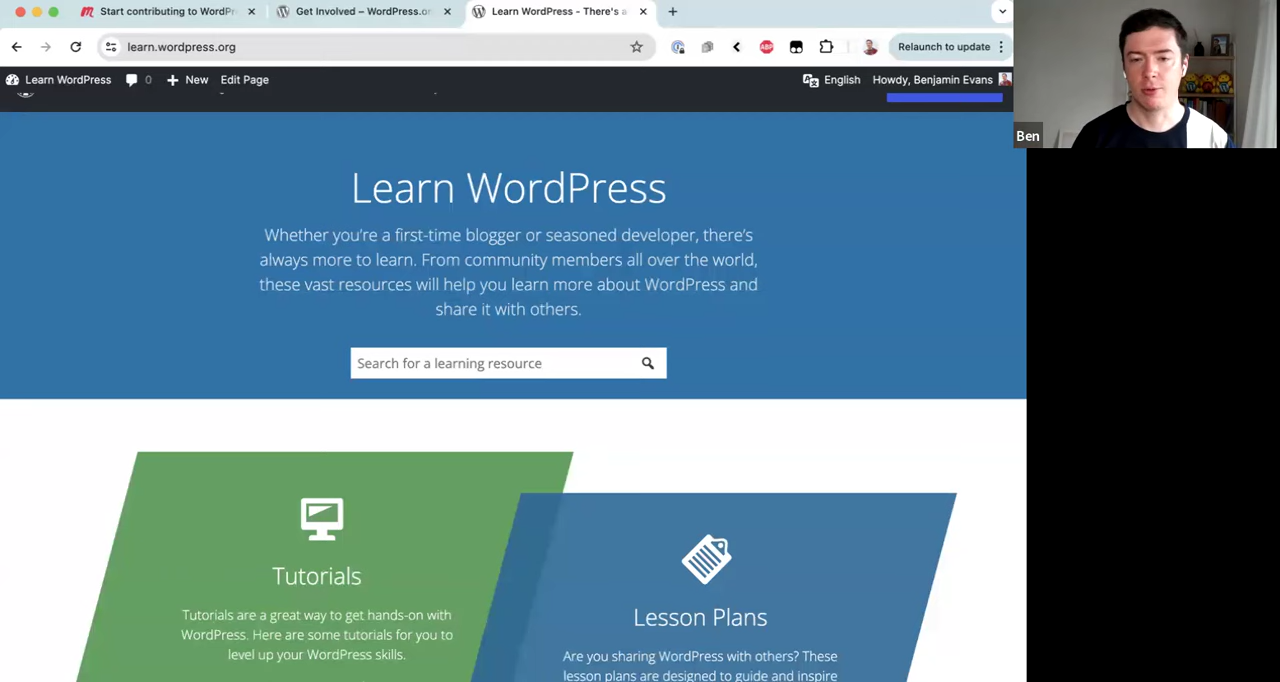 Start contributing to WordPr
Get Involved – WordPress.or
Learn WordPress - There's a
learn.wordpress.org
ABP
Relaunch to update
Learn WordPress
0
New
Edit Page
English
Howdy, Benjamin Evans
Ben
Learn WordPress
Whether you're a first-time blogger or seasoned developer, there's
always more to learn. From community members all over the world,
these vast resources will help you learn more about WordPress and
share it with others.
Search for a learning resource
Tutorials
Tutorials are a great way to get hands-on with
WordPress. Here are some tutorials for you to
level up your WordPress skills.
Lesson Plans
Are you sharing WordPress with others? These
lesson plans are designed to guide and inspire